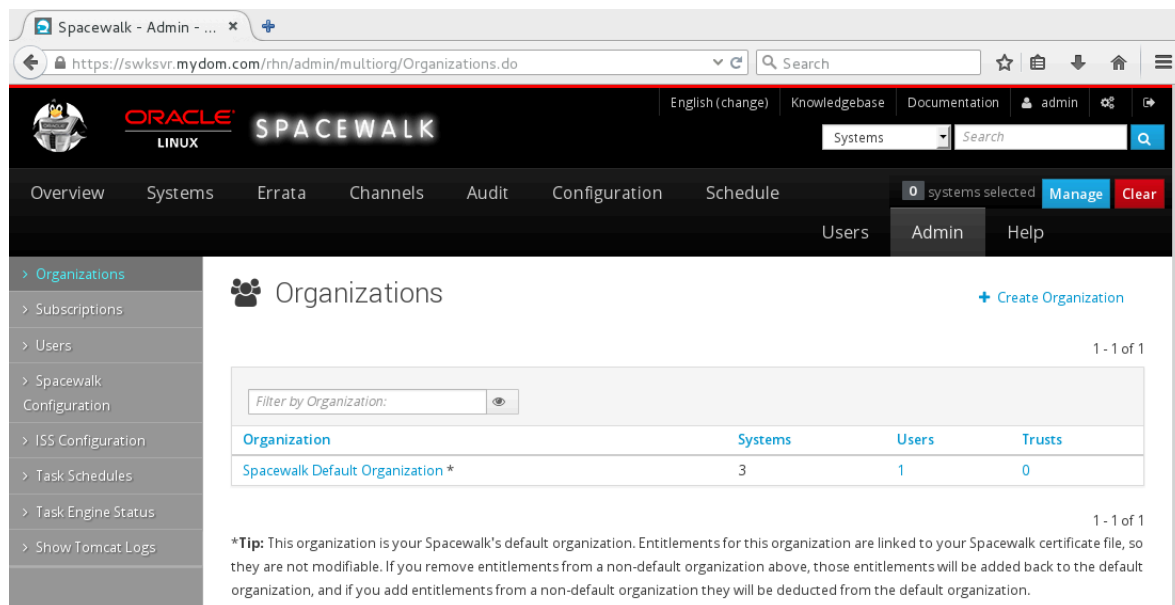 Spacewalk - Admin - ...
https://swksvr.mydom.com/rhn/admin/multiorg/Organizations.do
Search
English (change) Knowledgebase Documentation admin
ORACLE
LINUX
SPACEWALK
Systems Search
Overview Systems Errata Channels Audit Configuration Schedule
0 systems selected Manage Clear
Users Admin Help
> Organizations
> Subscriptions
> Users
> Spacewalk
Configuration
> ISS Configuration
> Task Schedules
> Task Engine Status
> Show Tomcat Logs
Organizations
+ Create Organization
1 - 1 of 1
Filter by Organization:
Organization Systems Users Trusts
Spacewalk Default Organization * 3 1 0
1 - 1 of 1
*Tip: This organization is your Spacewalk's default organization. Entitlements for this organization are linked to your Spacewalk certificate file, so
they are not modifiable. If you remove entitlements from a non-default organization above, those entitlements will be added back to the default
organization, and if you add entitlements from a non-default organization they will be deducted from the default organization.